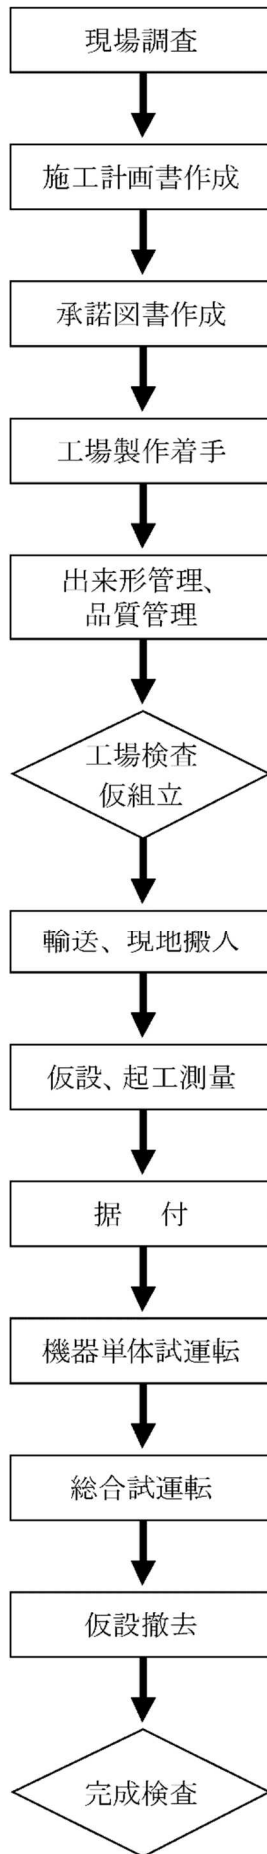 現場調査
施工計画書作成
承諾図書作成
工場製作着手
出来形管理、
品質管理
工場検査
仮組立
輸送、現地搬人
仮設、起工測量
据　付
機器単体試運転
総合試運転
仮設撤去
完成検査